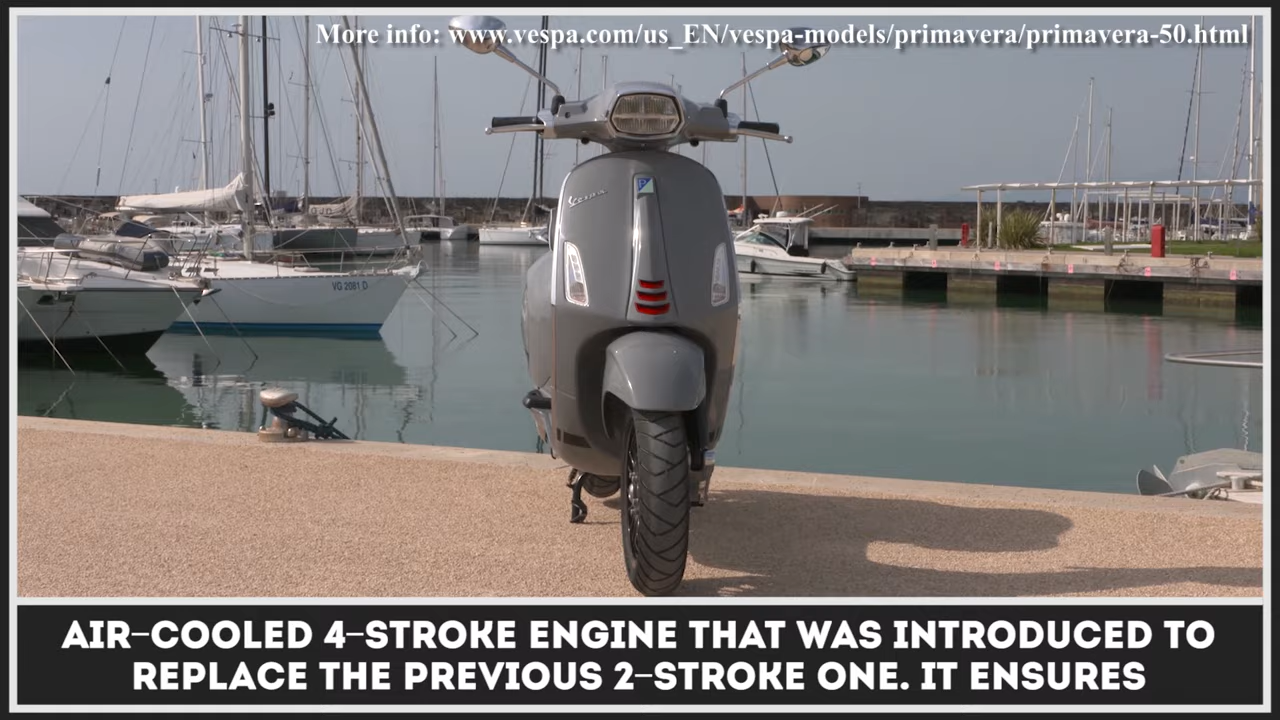 More info: www.vespa.com/us_EN/vespa-models/primavera/primavera-50.html
Vespa
VG 2081 D
AIR-COOLED 4-STROKE ENGINE THAT WAS INTRODUCED TO
REPLACE THE PREVIOUS 2-STROKE ONE. IT ENSURES